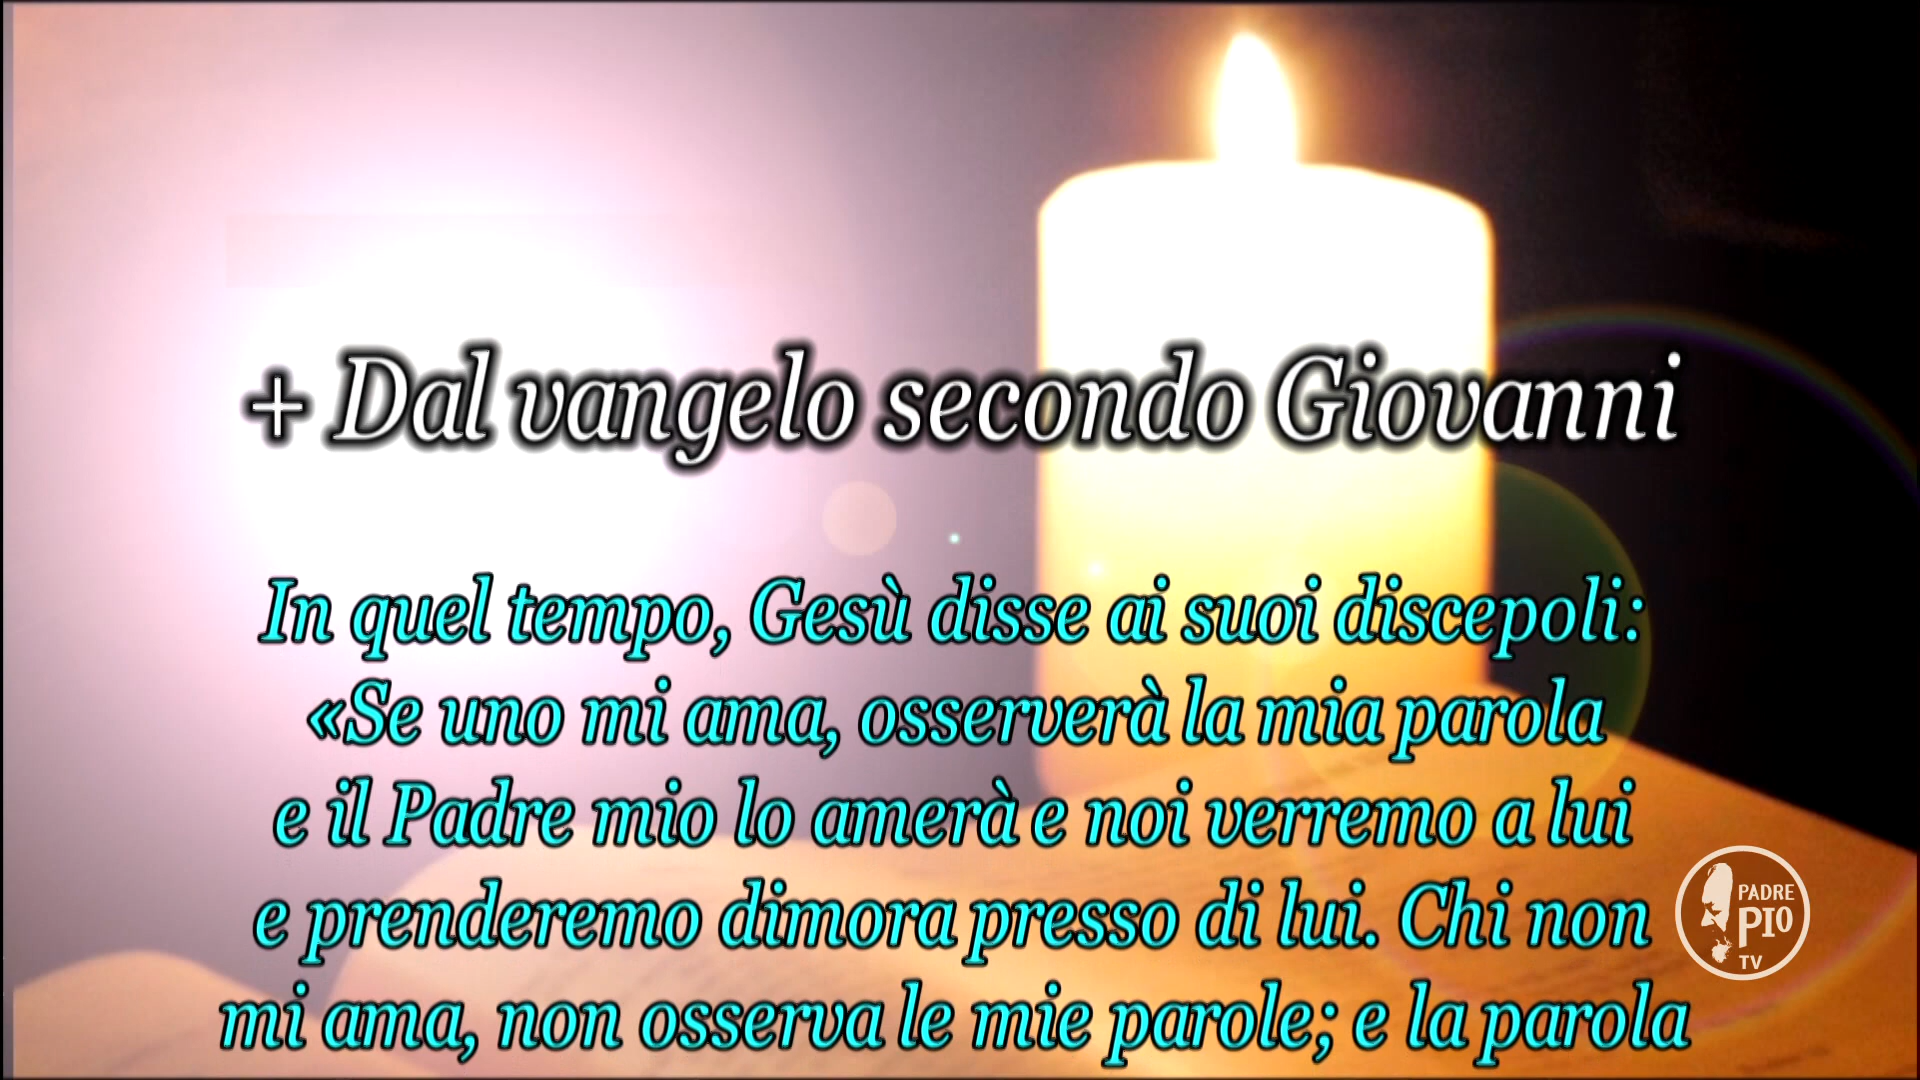 + Dal vangelo secondo Giovanni
In quel tempo, Gesù disse ai suoi discepoli:
«Se uno mi ama, osserverà la mia parola
e il Padre mio lo amerà e noi verremo a lui
e prenderemo dimora presso di lui. Chi non
mi ama, non osserva le mie parole; e la parola
PADRE
PIO
TV